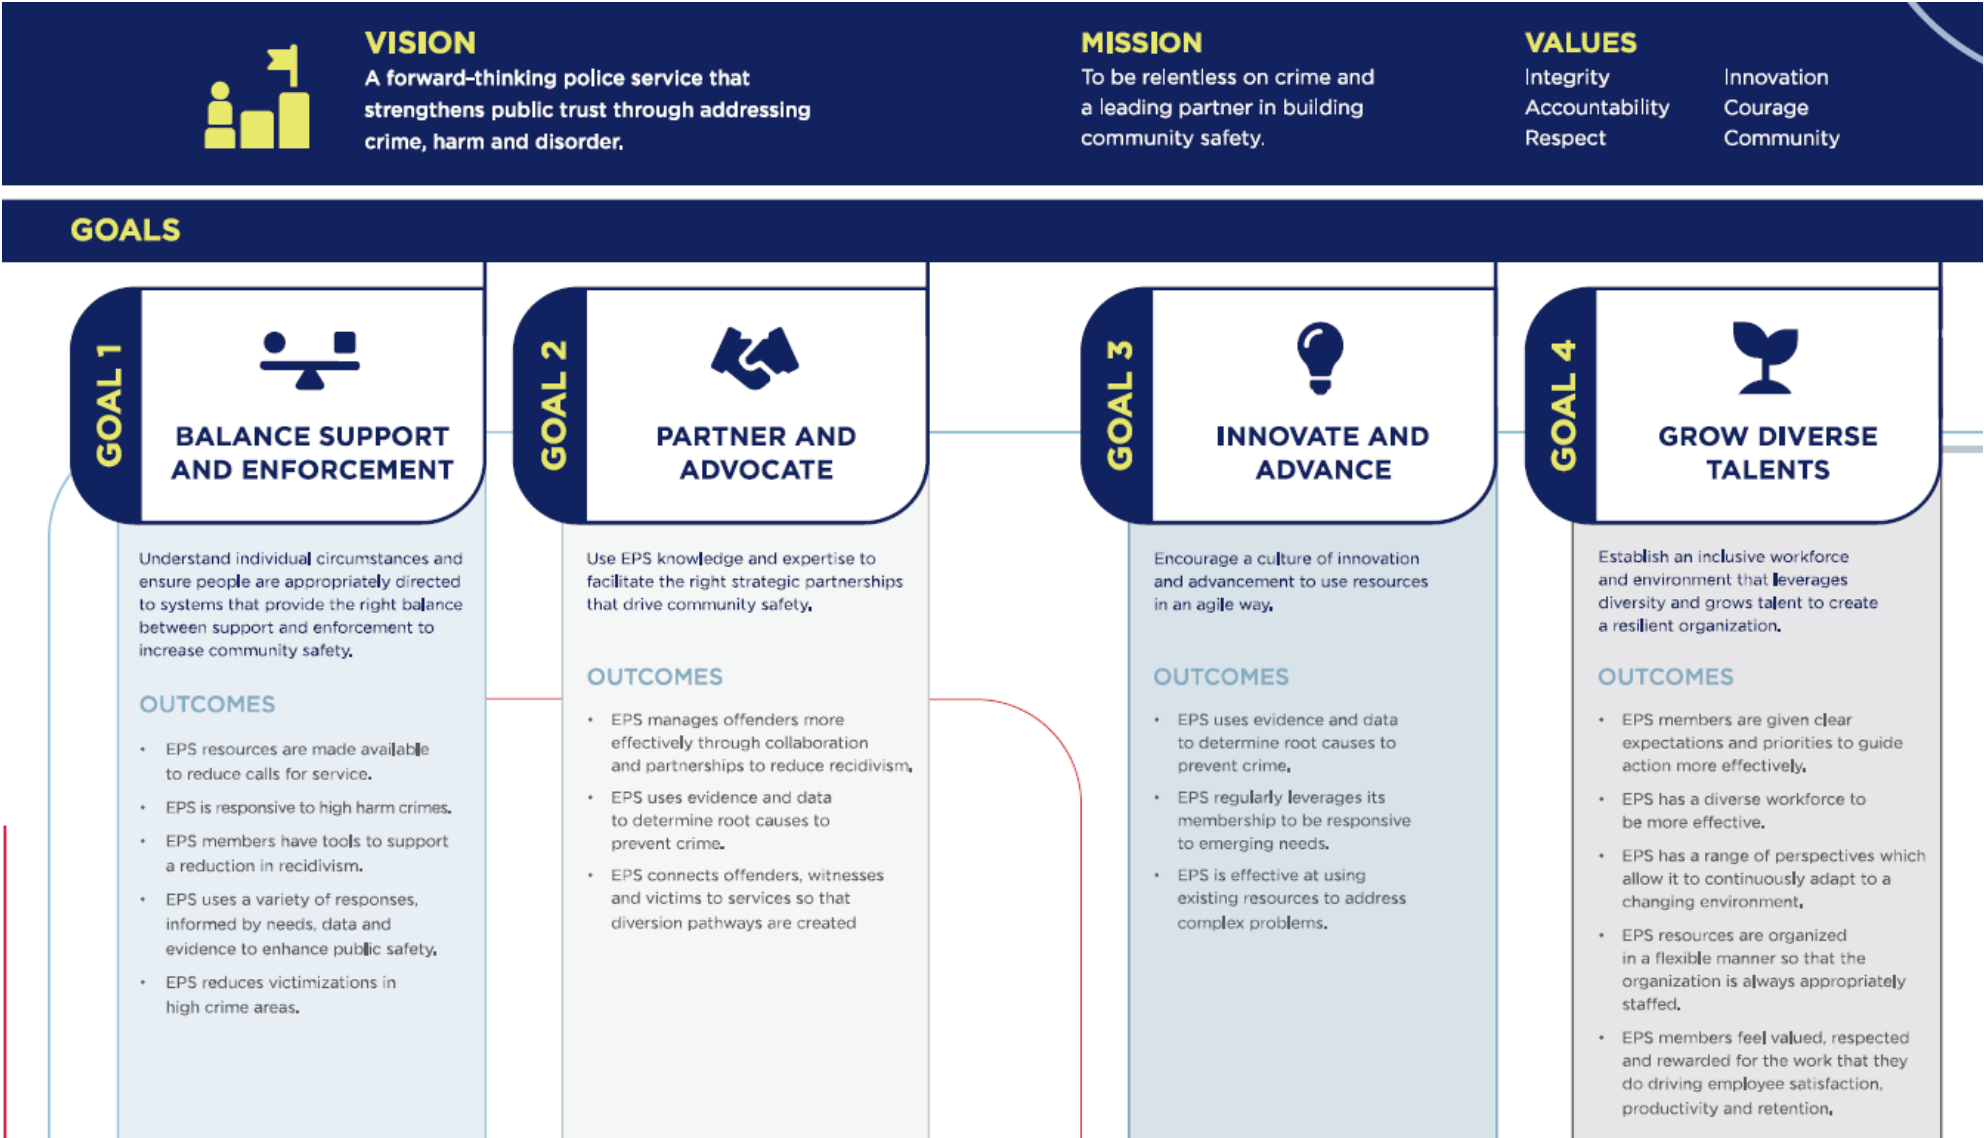 VISION
A forward-thinking police service that
strengthens public trust through addressing
crime, harm and disorder.
MISSION
To be relentless on crime and
a leading partner in building
community safety.
VALUES
Integrity
Accountability
Respect
Innovation
Courage
Community
GOALS
GOAL 1
BALANCE SUPPORT
AND ENFORCEMENT
Understand individual circumstances and
ensure people are appropriately directed
to systems that provide the right balance
between support and enforcement to
increase community safety.
OUTCOMES
• EPS resources are made available
to reduce calls for service.
• EPS is responsive to high harm crimes.
• EPS members have tools to support
a reduction in recidivism.
• EPS uses a variety of responses,
informed by needs, data and
evidence to enhance public safety.
• EPS reduces victimizations in
high crime areas.
GOAL 2
PARTNER AND
ADVOCATE
Use EPS knowledge and expertise to
facilitate the right strategic partnerships
that drive community safety.
OUTCOMES
• EPS manages offenders more
effectively through collaboration
and partnerships to reduce recidivism.
• EPS uses evidence and data
to determine root causes to
prevent crime.
• EPS connects offenders, witnesses
and victims to services so that
diversion pathways are created
GOAL 3
INNOVATE AND
ADVANCE
Encourage a culture of innovation
and advancement to use resources
in an agile way.
OUTCOMES
• EPS uses evidence and data
to determine root causes to
prevent crime.
• EPS regularly leverages its
membership to be responsive
to emerging needs.
• EPS is effective at using
existing resources to address
complex problems.
GOAL 4
GROW DIVERSE
TALENTS
Establish an inclusive workforce
and environment that leverages
diversity and grows talent to create
a resilient organization.
OUTCOMES
• EPS members are given clear
expectations and priorities to guide
action more effectively.
• EPS has a diverse workforce to
be more effective.
• EPS has a range of perspectives which
allow it to continuously adapt to a
changing environment.
• EPS resources are organized
in a flexible manner so that the
organization is always appropriately
staffed.
• EPS members feel valued, respected
and rewarded for the work that they
do driving employee satisfaction,
productivity and retention.